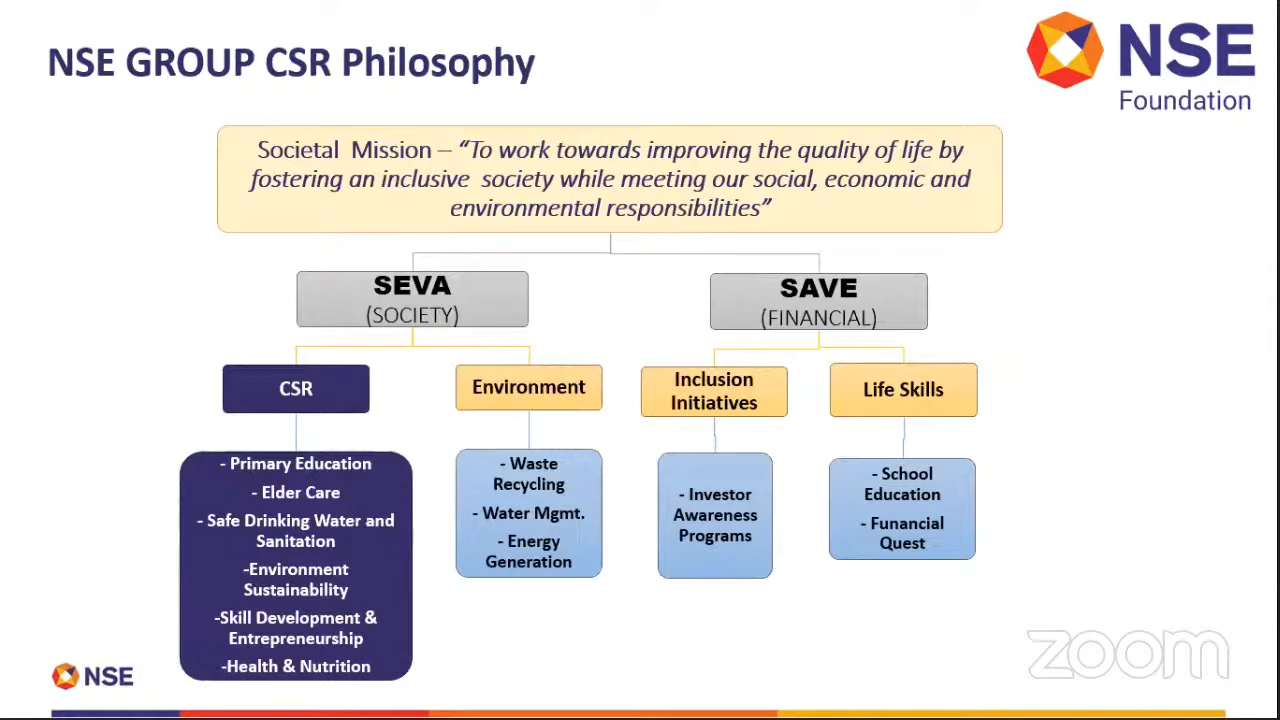 NSE GROUP CSR Philosophy
NSE
Foundation
Societal Mission – “To work towards improving the quality of life by
fostering an inclusive society while meeting our social, economic and
environmental responsibilities”
SEVA
(SOCIETY)
SAVE
(FINANCIAL)
CSR
Environment
Inclusion
Initiatives
Life Skills
- Primary Education
- Elder Care
- Safe Drinking Water and
Sanitation
-Environment
Sustainability
-Skill Development &
Entrepreneurship
-Health & Nutrition
- Waste
Recycling
- Water Mgmt.
- Energy
Generation
- Investor
Awareness
Programs
- School
Education
- Funancial
Quest
NSE
zoom